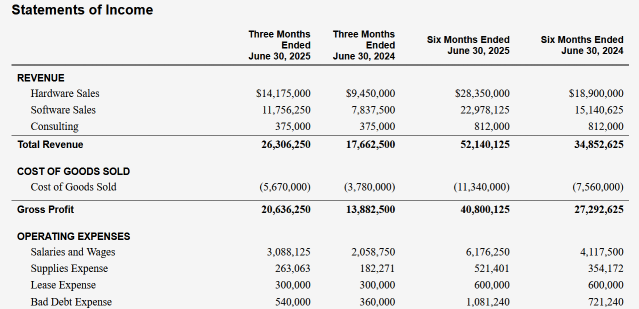 Statements of Income
Three Months Ended June 30, 2025 Three Months Ended June 30, 2024 Six Months Ended June 30, 2025 Six Months Ended June 30, 2024
REVENUE
Hardware Sales $14,175,000 $9,450,000 $28,350,000 $18,900,000
Software Sales 11,756,250 7,837,500 22,978,125 15,140,625
Consulting 375,000 375,000 812,000 812,000
Total Revenue 26,306,250 17,662,500 52,140,125 34,852,625
COST OF GOODS SOLD
Cost of Goods Sold (5,670,000) (3,780,000) (11,340,000) (7,560,000)
Gross Profit 20,636,250 13,882,500 40,800,125 27,292,625
OPERATING EXPENSES
Salaries and Wages 3,088,125 2,058,750 6,176,250 4,117,500
Supplies Expense 263,063 182,271 521,401 354,172
Lease Expense 300,000 300,000 600,000 600,000
Bad Debt Expense 540,000 360,000 1,081,240 721,240